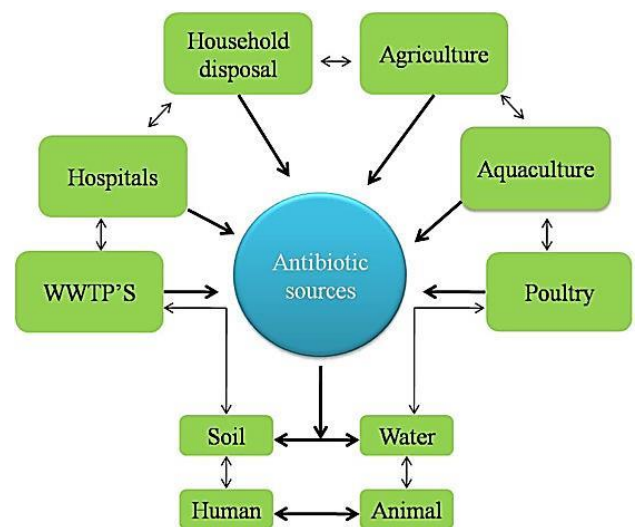 Household
disposal
Agriculture
Hospitals
Aquaculture
Antibiotic
sources
WWTP'S
Poultry
Soil
Water
Human
Animal